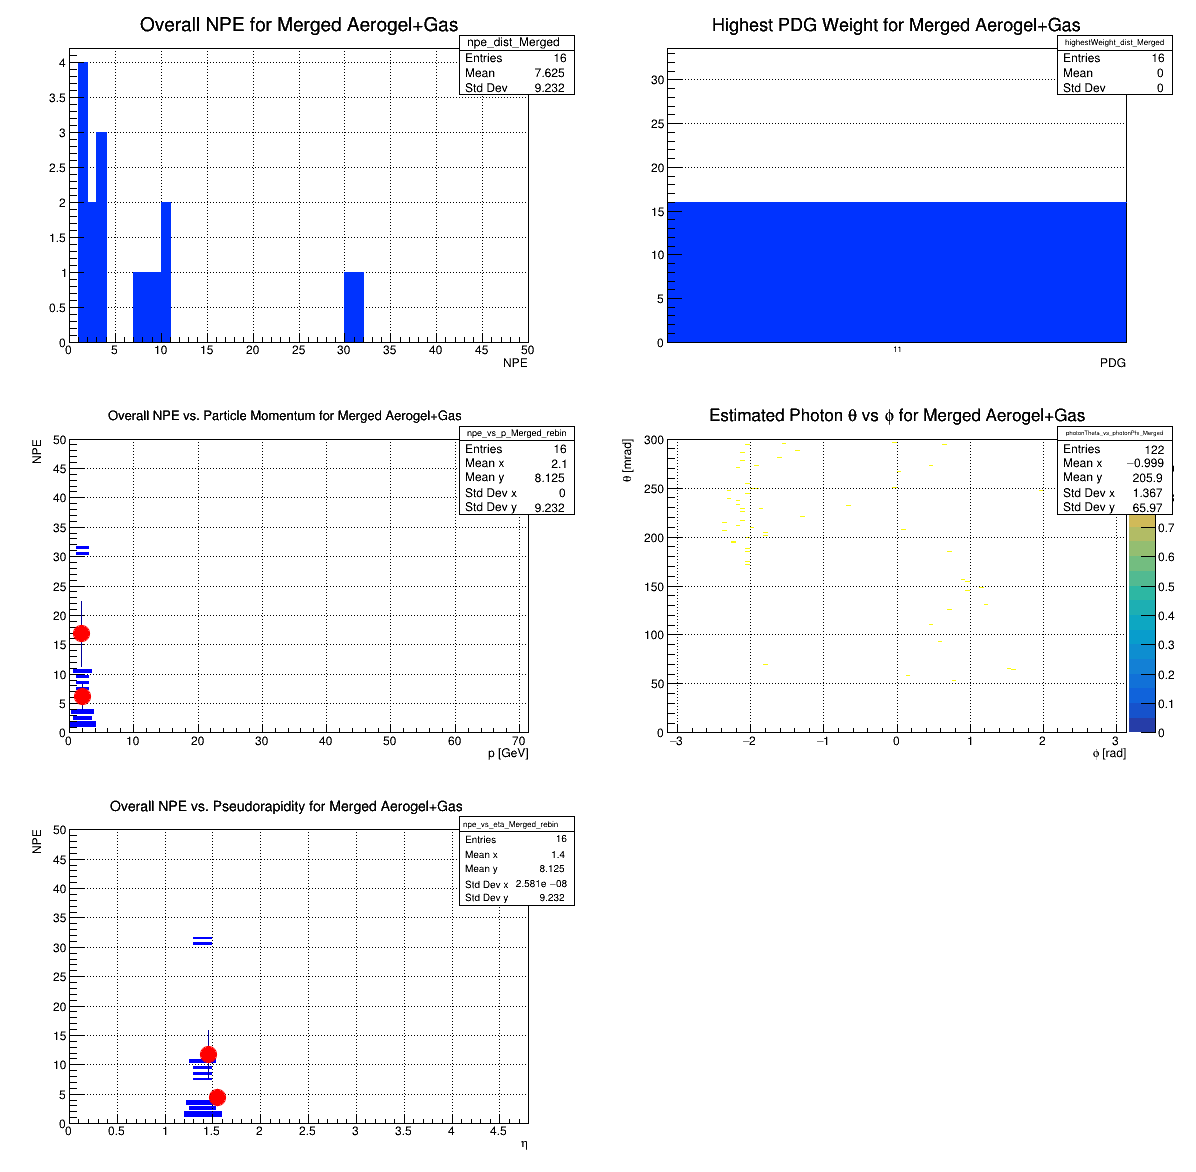 Overall NPE for Merged Aerogel+Gas
npe_dist_Merged
Entries 16
Mean 7.625
Std Dev 9.232
4
3.5
3
2.5
2
1.5
1
0.5
0
0 5 10 15 20 25 30 35 40 45 50
NPE
Highest PDG Weight for Merged Aerogel+Gas
highestWeight_dist_Merged
Entries 16
Mean 0
Std Dev 0
30
25
20
15
10
5
0
11
PDG
Overall NPE vs. Particle Momentum for Merged Aerogel+Gas
npe_vs_p_Merged_rebin
Entries 16
Mean x 2.1
Mean y 8.125
Std Dev x 0
Std Dev y 9.232
NPE
50
45
40
35
30
25
20
15
10
5
0
0 10 20 30 40 50 60 70
p [GeV]
Estimated Photon θ vs ϕ for Merged Aerogel+Gas
photonTheta_vs_photonPhi_Merged
Entries 122
Mean x −0.999
Mean y 205.9
Std Dev x 1.367
Std Dev y 65.97
θ [mrad]
300
250
200
150
100
50
0
−3 −2 −1 0 1 2 3
ϕ [rad]
0.7
0.6
0.5
0.4
0.3
0.2
0.1
0
Overall NPE vs. Pseudorapidity for Merged Aerogel+Gas
npe_vs_eta_Merged_rebin
Entries 16
Mean x 1.4
Mean y 8.125
Std Dev x 2.581e −08
Std Dev y 9.232
NPE
50
45
40
35
30
25
20
15
10
5
0
0 0.5 1 1.5 2 2.5 3 3.5 4 4.5
η